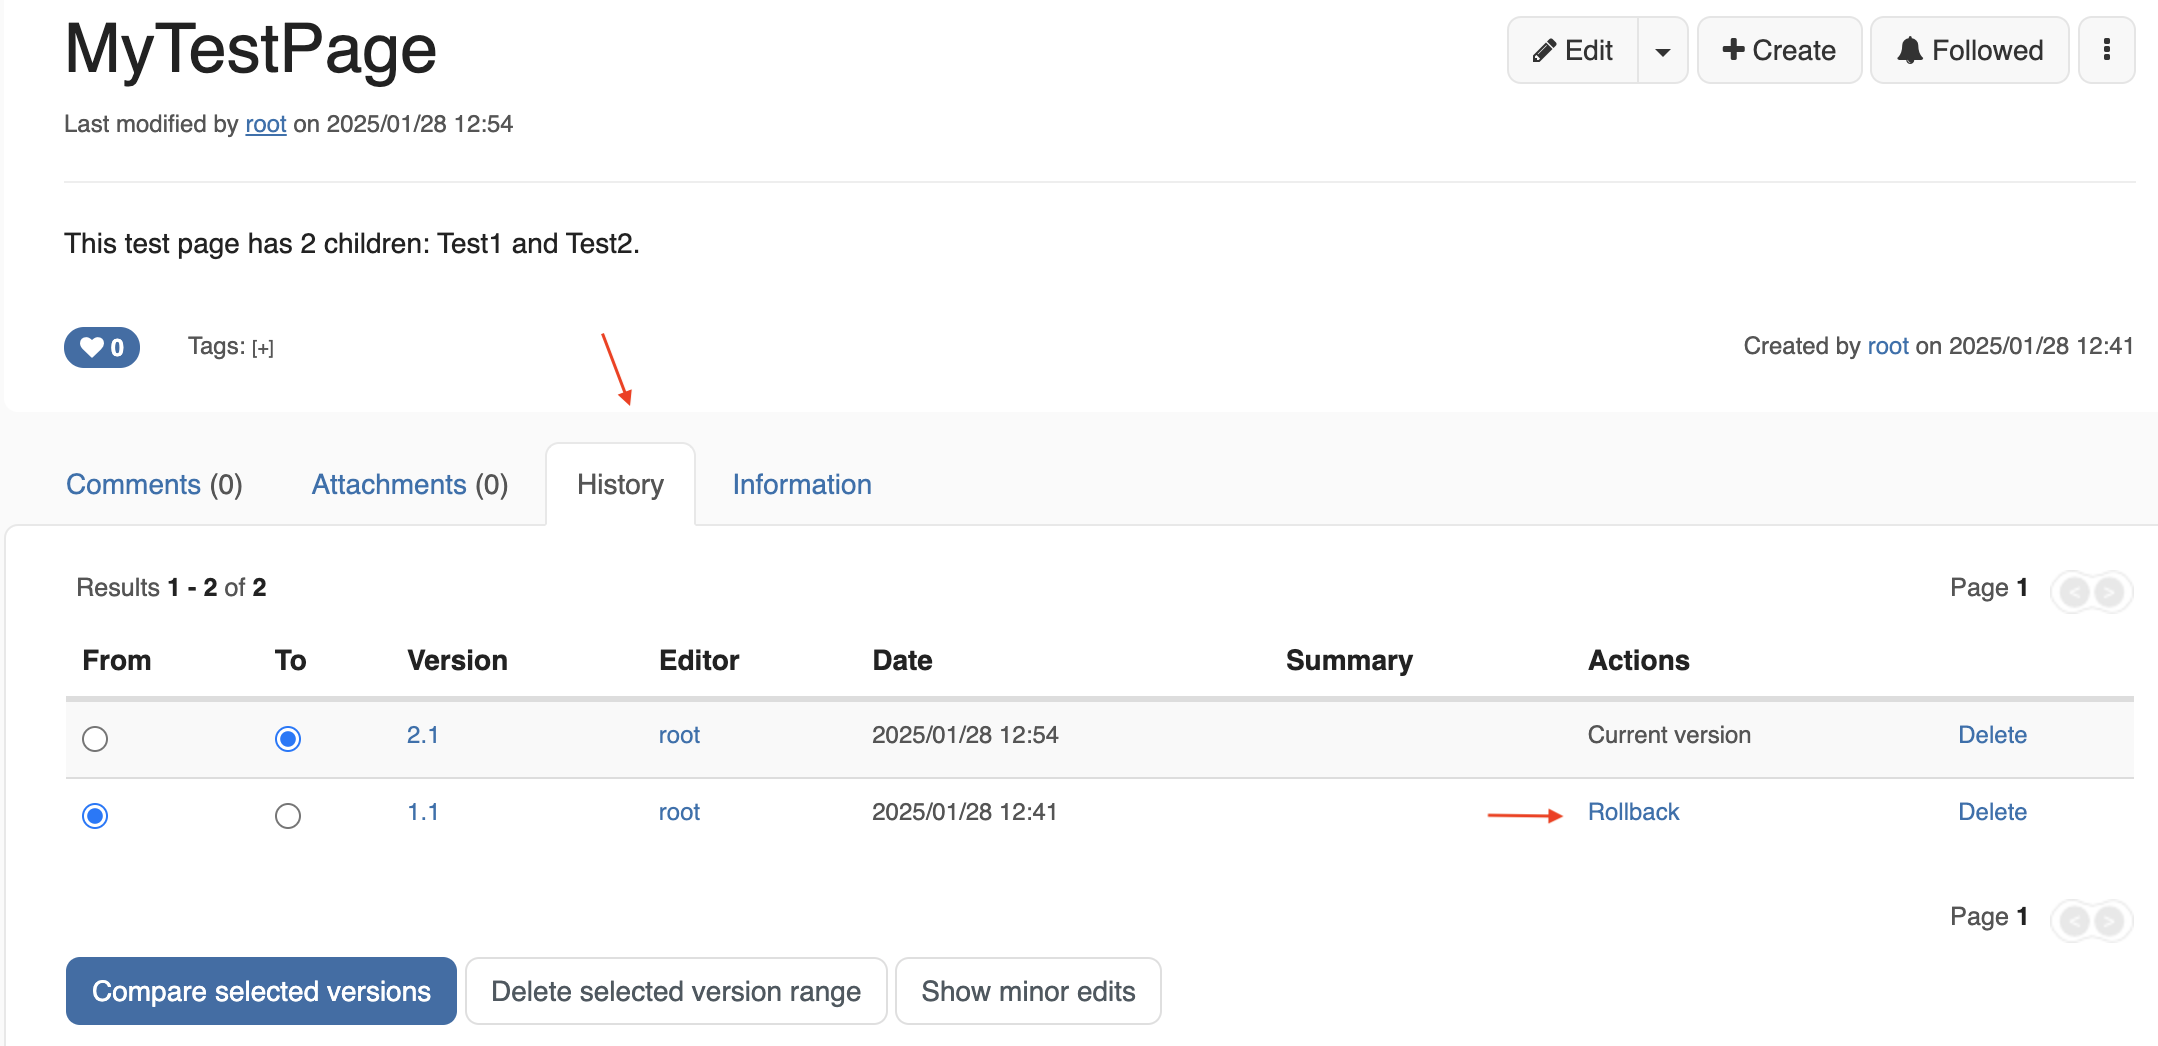 MyTestPage
Edit
Create
Followed
Last modified by root on 2025/01/28 12:54
This test page has 2 children: Test1 and Test2.
0 Tags: [+] Created by root on 2025/01/28 12:41
Comments (0) Attachments (0) History Information
Results 1 - 2 of 2 Page 1 < >
From To Version Editor Date Summary Actions
2.1 root 2025/01/28 12:54 Current version Delete
1.1 root 2025/01/28 12:41 Rollback Delete
Page 1 < >
Compare selected versions Delete selected version range Show minor edits